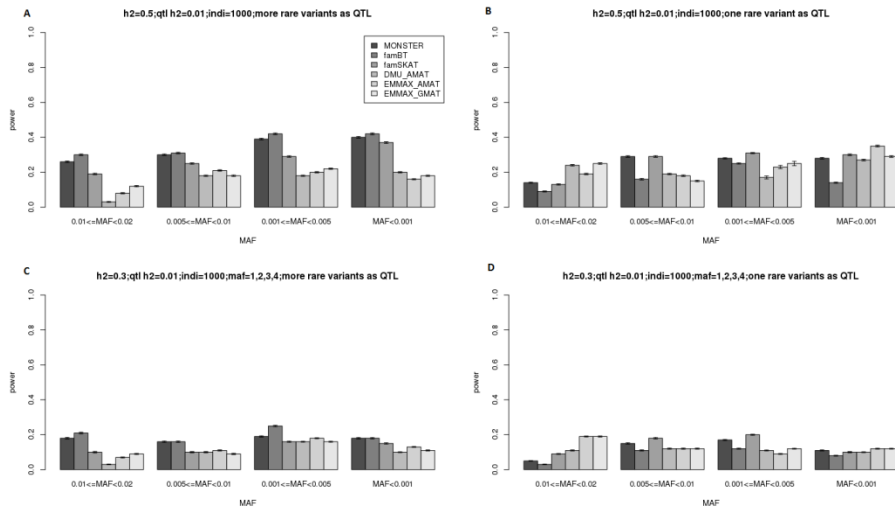 A
h2=0.5;qtl h2=0.01;indi=1000;more rare variants as QTL
power
0.0
0.2
0.4
0.6
0.8
1.0
MONSTER
famBT
famSKAT
DMU_AMAT
EMMAX_AMAT
EMMAX_GMAT
0.01<=MAF<0.02 0.005<=MAF<0.01 0.001<=MAF<0.005 MAF<0.001
MAF
B
h2=0.5;qtl h2=0.01;indi=1000;one rare variant as QTL
power
0.0
0.2
0.4
0.6
0.8
1.0
0.01<=MAF<0.02 0.005<=MAF<0.01 0.001<=MAF<0.005 MAF<0.001
MAF
C
h2=0.3;qtl h2=0.01;indi=1000;maf=1,2,3,4;more rare variants as QTL
power
0.0
0.2
0.4
0.6
0.8
1.0
0.01<=MAF<0.02 0.005<=MAF<0.01 0.001<=MAF<0.005 MAF<0.001
MAF
D
h2=0.3;qtl h2=0.01;indi=1000;maf=1,2,3,4;one rare variants as QTL
power
0.0
0.2
0.4
0.6
0.8
1.0
0.01<=MAF<0.02 0.005<=MAF<0.01 0.001<=MAF<0.005 MAF<0.001
MAF